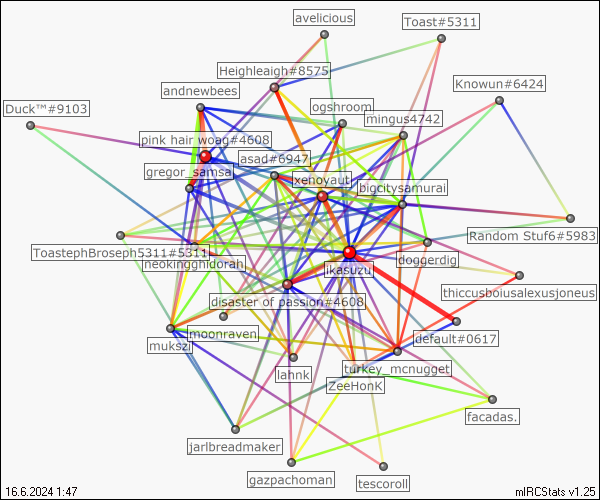 avelicious
Toast#5311
Heighleaigh#8575
Knowun#6424
andnewbees
Duck™#9103
ogshroom
mingus4742
pink hair woag#4608
asad#6947
gregor_samsa
xenoyaut
bigcitysamurai
Random Stuf6#5983
ToastephBroseph5311#5311
neokingghidorah
ikasuzu
doggerdig
thiccusboiusalexusjoneus
disaster of passion#4608
moonraven
default#0617
mukszi
lahnk
turkey_mcnugget
ZeeHonK
facadas.
jarlbreadmaker
gazpachoman
tescoroll
16.6.2024 1:47
mIRCStats v1.25